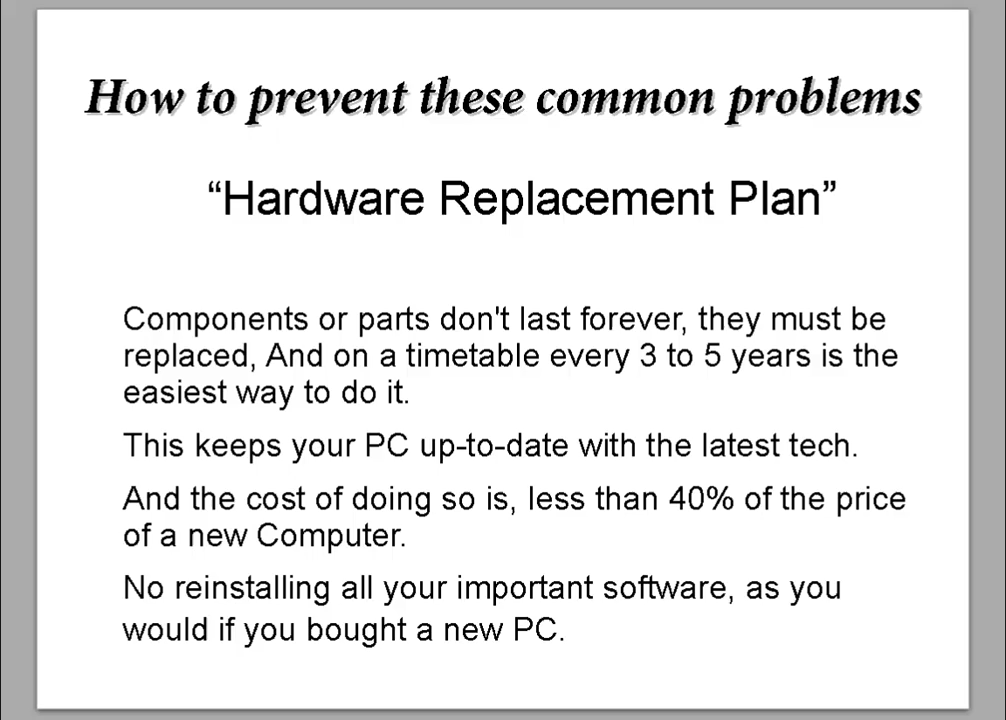 How to prevent these common problems
“Hardware Replacement Plan”
Components or parts don't last forever, they must be
replaced, And on a timetable every 3 to 5 years is the
easiest way to do it.
This keeps your PC up-to-date with the latest tech.
And the cost of doing so is, less than 40% of the price
of a new Computer.
No reinstalling all your important software, as you
would if you bought a new PC.